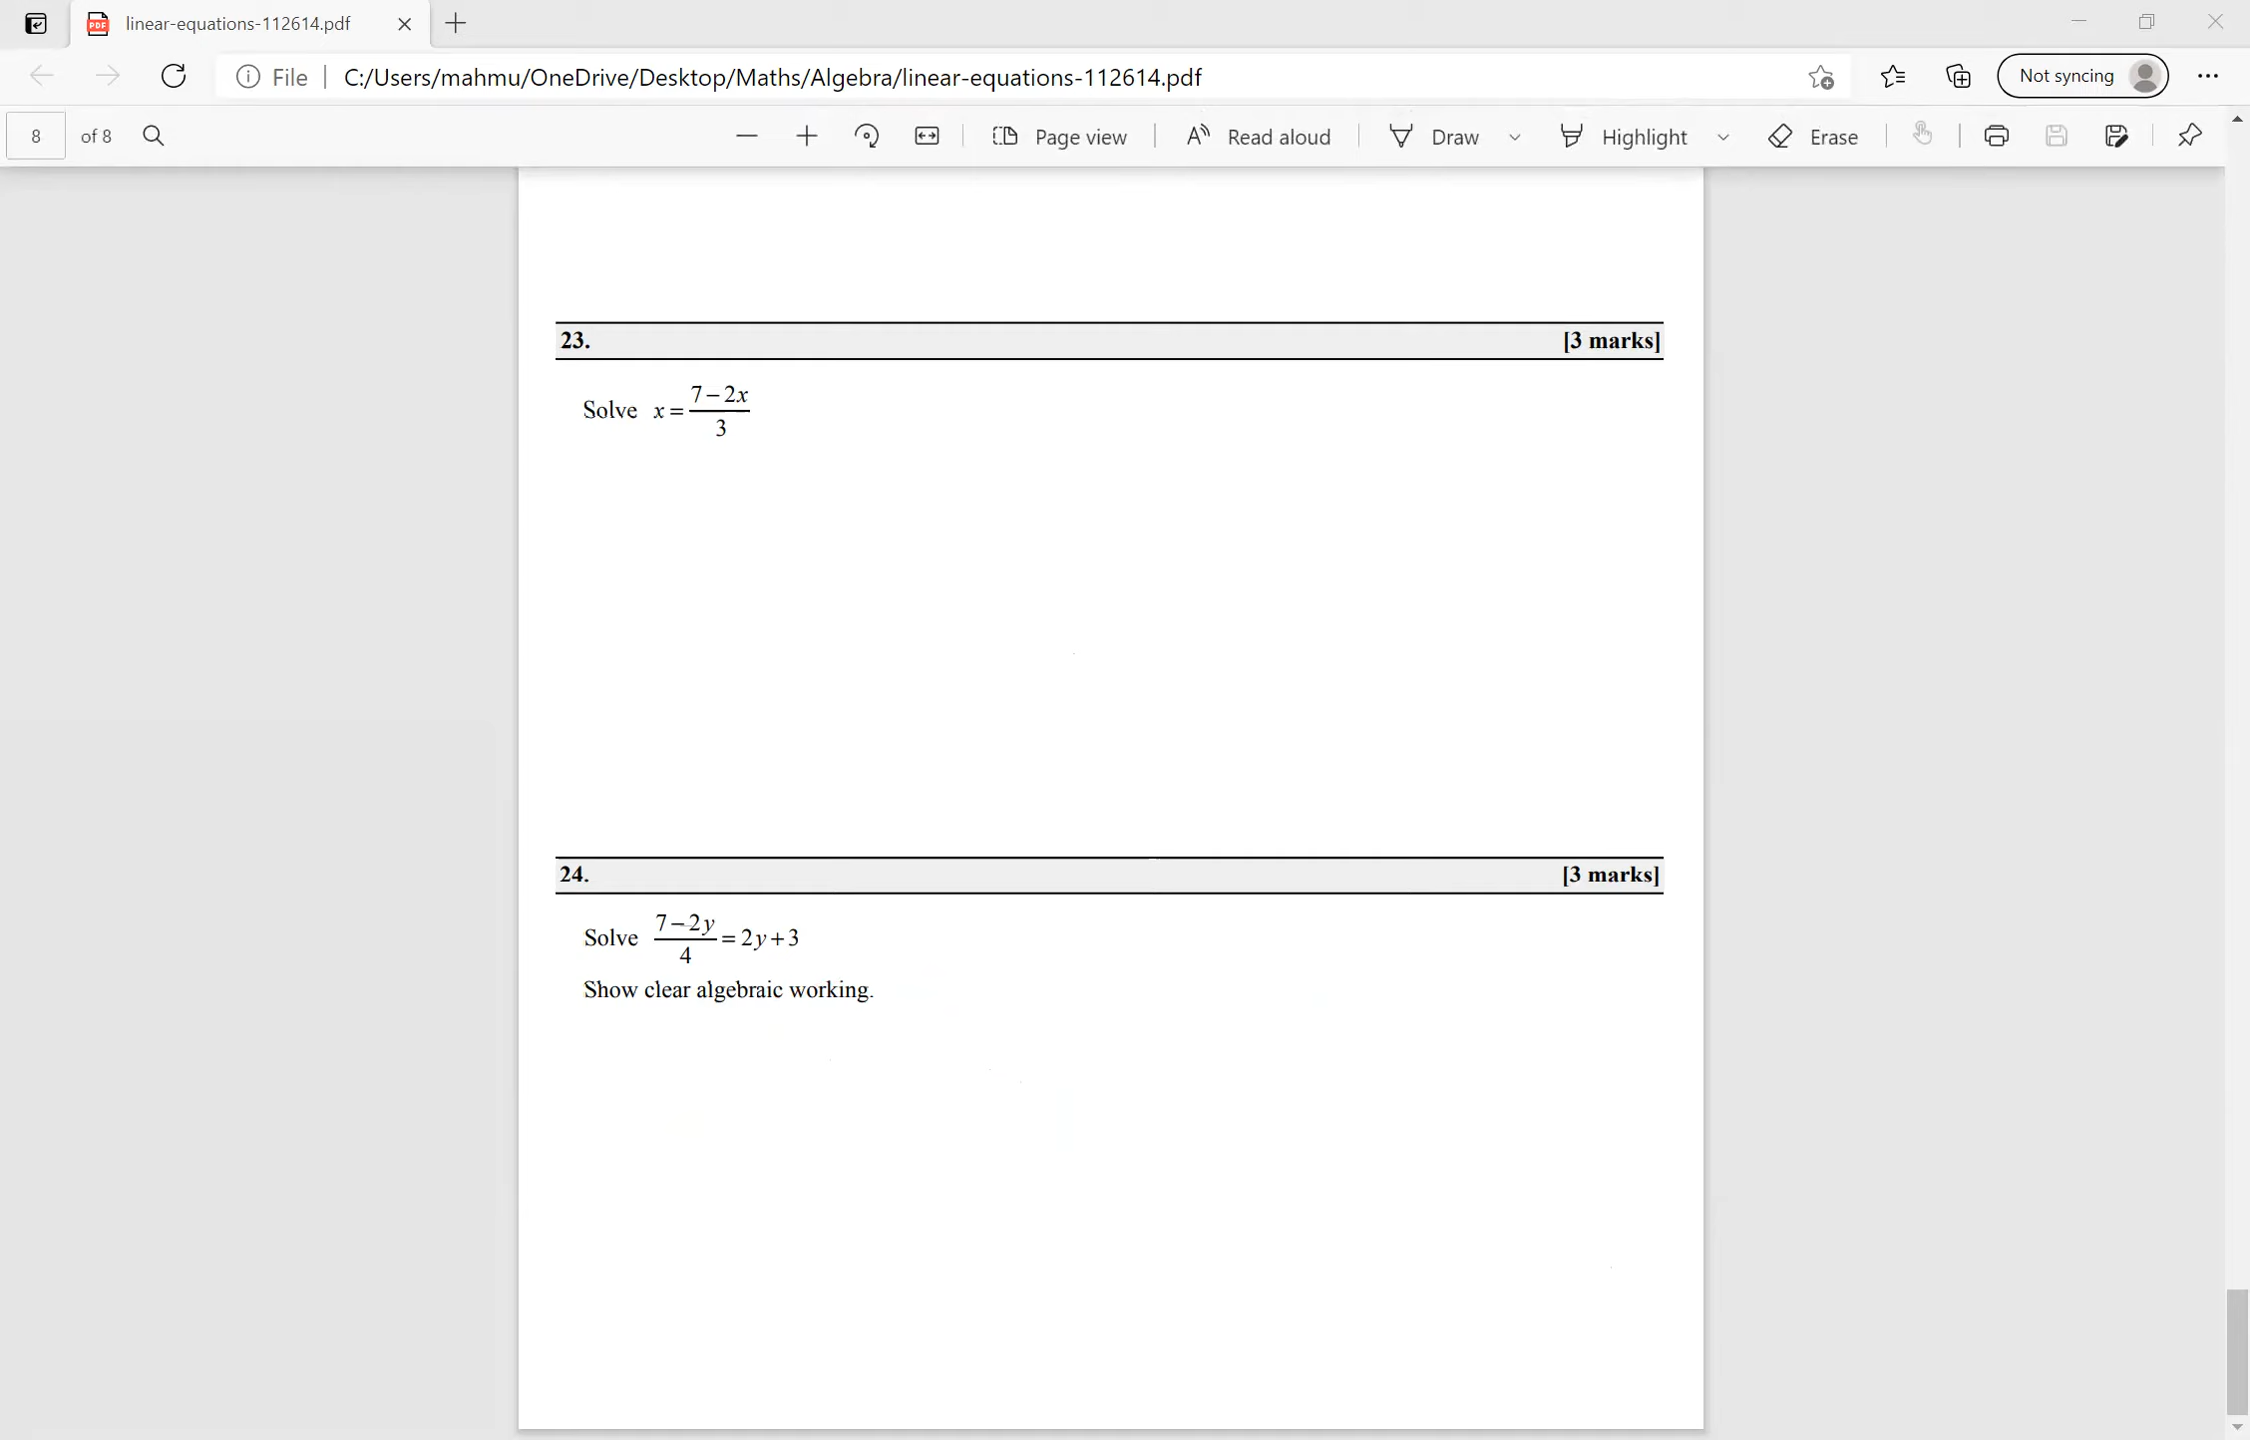 linear-equations-112614.pdf
File | C:/Users/mahmu/OneDrive/Desktop/Maths/Algebra/linear-equations-112614.pdf
Not syncing
8 of 8
Page view
Read aloud
Draw
Highlight
Erase
23. [3 marks]
Solve x = (7 − 2x)/3
24. [3 marks]
Solve (7 − 2y)/4 = 2y + 3
Show clear algebraic working.